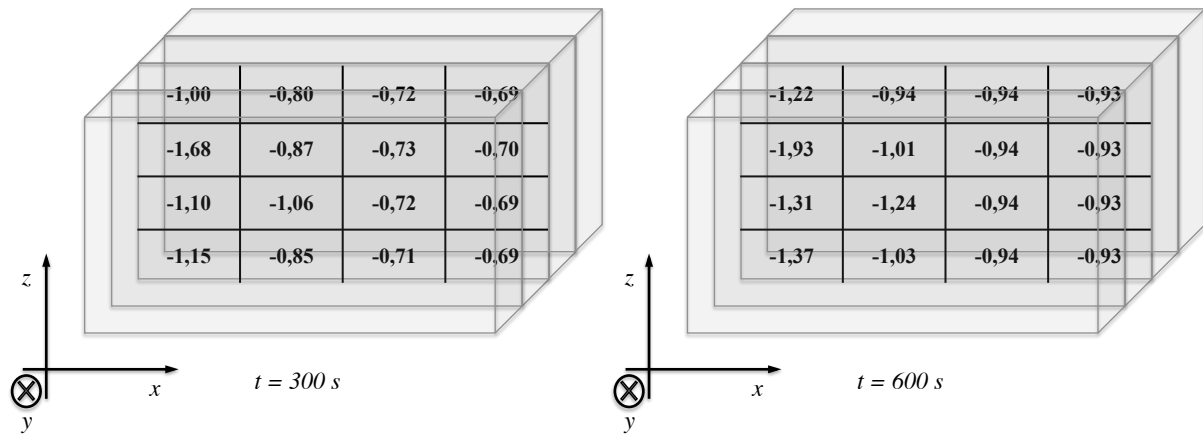 -1,00 -0,80 -0,72 -0,69
-1,68 -0,87 -0,73 -0,70
-1,10 -1,06 -0,72 -0,69
-1,15 -0,85 -0,71 -0,69
z
x
y
t = 300 s
-1,22 -0,94 -0,94 -0,93
-1,93 -1,01 -0,94 -0,93
-1,31 -1,24 -0,94 -0,93
-1,37 -1,03 -0,94 -0,93
z
x
y
t = 600 s